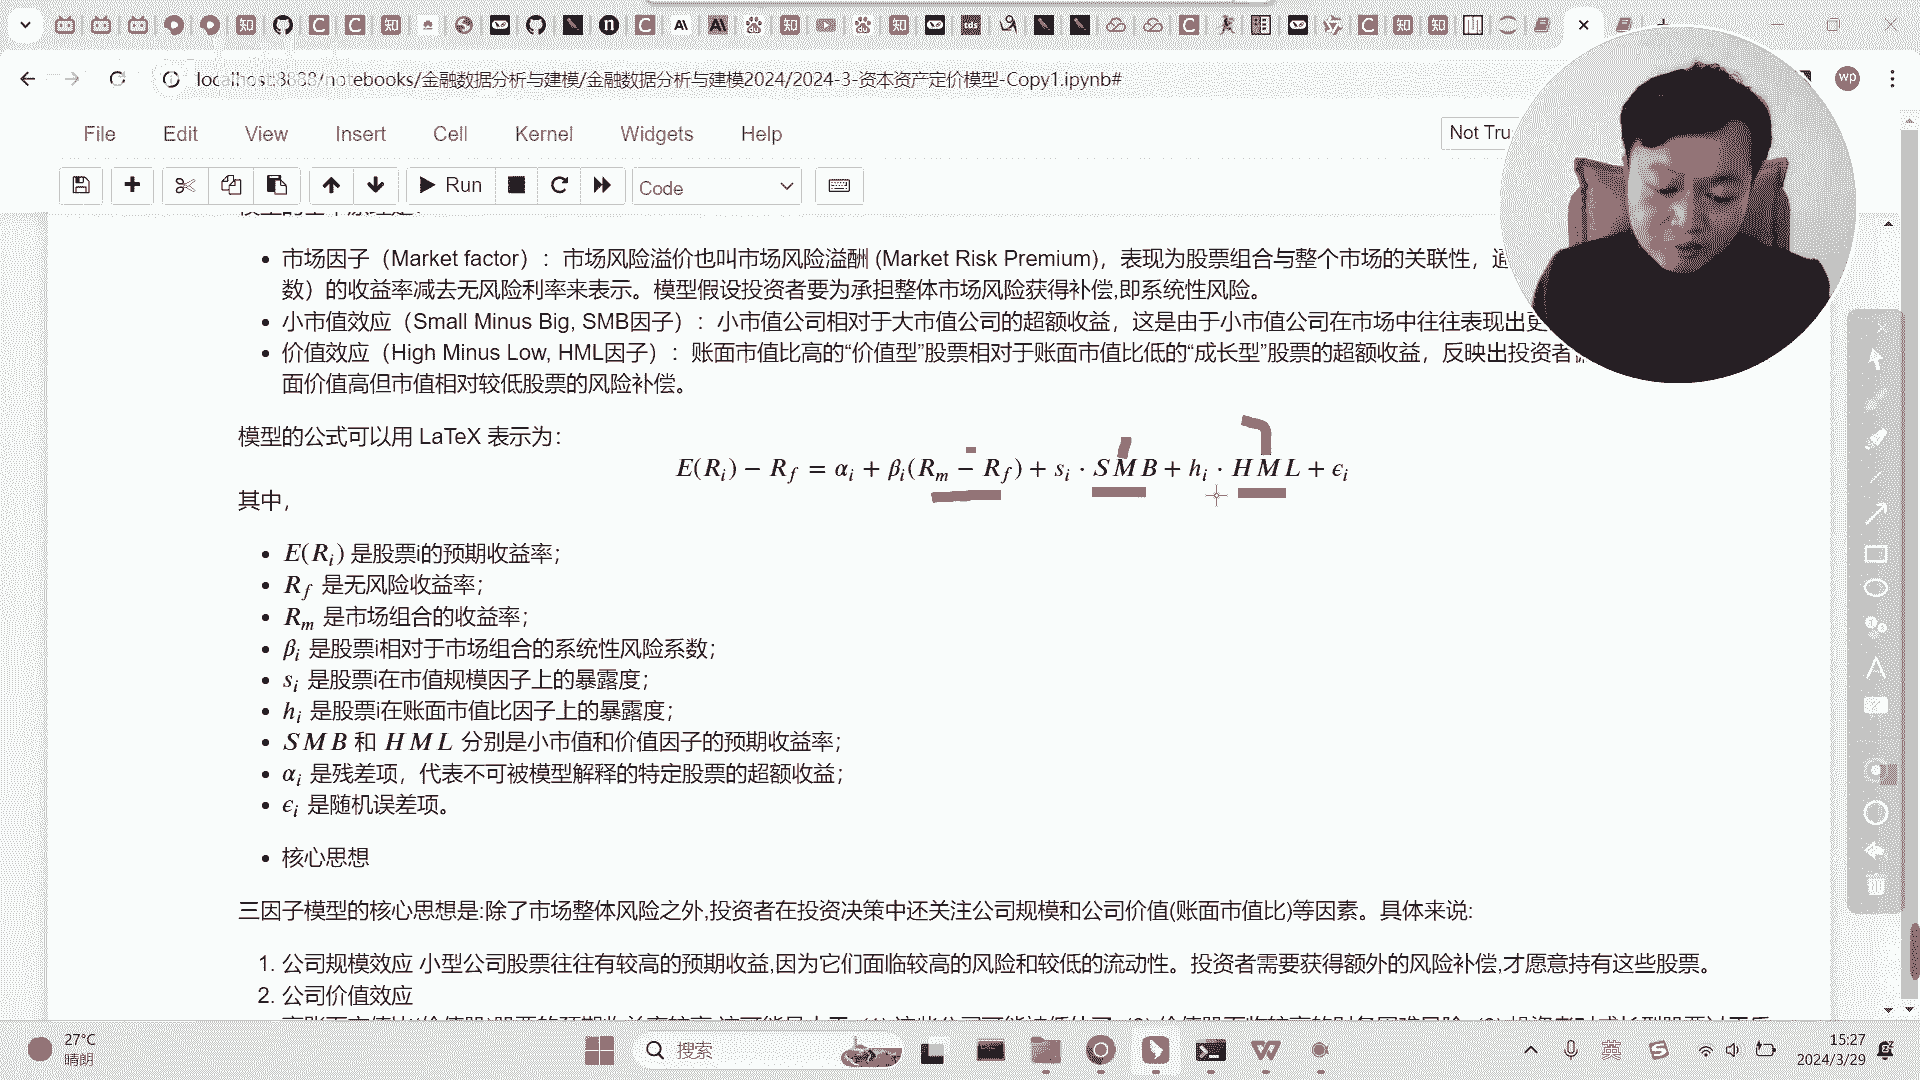 localhost:8888/notebooks/金融数据分析与建模/金融数据分析与建模2024/2024-3-资本资产定价模型-Copy1.ipynb#
wp
File Edit View Insert Cell Kernel Widgets Help
Not Tru
Run Code
市场因子（Market factor）：市场风险溢价也叫市场风险溢酬 (Market Risk Premium)，表现为股票组合与整个市场的关联性，通
数）的收益率减去无风险利率来表示。模型假设投资者要为承担整体市场风险获得补偿,即系统性风险。
小市值效应（Small Minus Big, SMB因子）：小市值公司相对于大市值公司的超额收益，这是由于小市值公司在市场中往往表现出更
价值效应（High Minus Low, HML因子）：账面市值比高的“价值型”股票相对于账面市值比低的“成长型”股票的超额收益，反映出投资者
面价值高但市值相对较低股票的风险补偿。
模型的公式可以用 LaTeX 表示为：
E(Rᵢ) − R_f = αᵢ + βᵢ(R_m − R_f) + sᵢ · SMB + hᵢ · HML + ϵᵢ
其中，
E(Rᵢ) 是股票i的预期收益率；
R_f 是无风险收益率；
R_m 是市场组合的收益率；
βᵢ 是股票i相对于市场组合的系统性风险系数；
sᵢ 是股票i在市值规模因子上的暴露度；
hᵢ 是股票i在账面市值比因子上的暴露度；
SMB 和 HML 分别是小市值和价值因子的预期收益率；
αᵢ 是残差项，代表不可被模型解释的特定股票的超额收益；
ϵᵢ 是随机误差项。
核心思想
三因子模型的核心思想是:除了市场整体风险之外,投资者在投资决策中还关注公司规模和公司价值(账面市值比)等因素。具体来说:
1. 公司规模效应 小型公司股票往往有较高的预期收益,因为它们面临较高的风险和较低的流动性。投资者需要获得额外的风险补偿,才愿意持有这些股票。
2. 公司价值效应
27°C
晴朗
搜索
英
15:27
2024/3/29